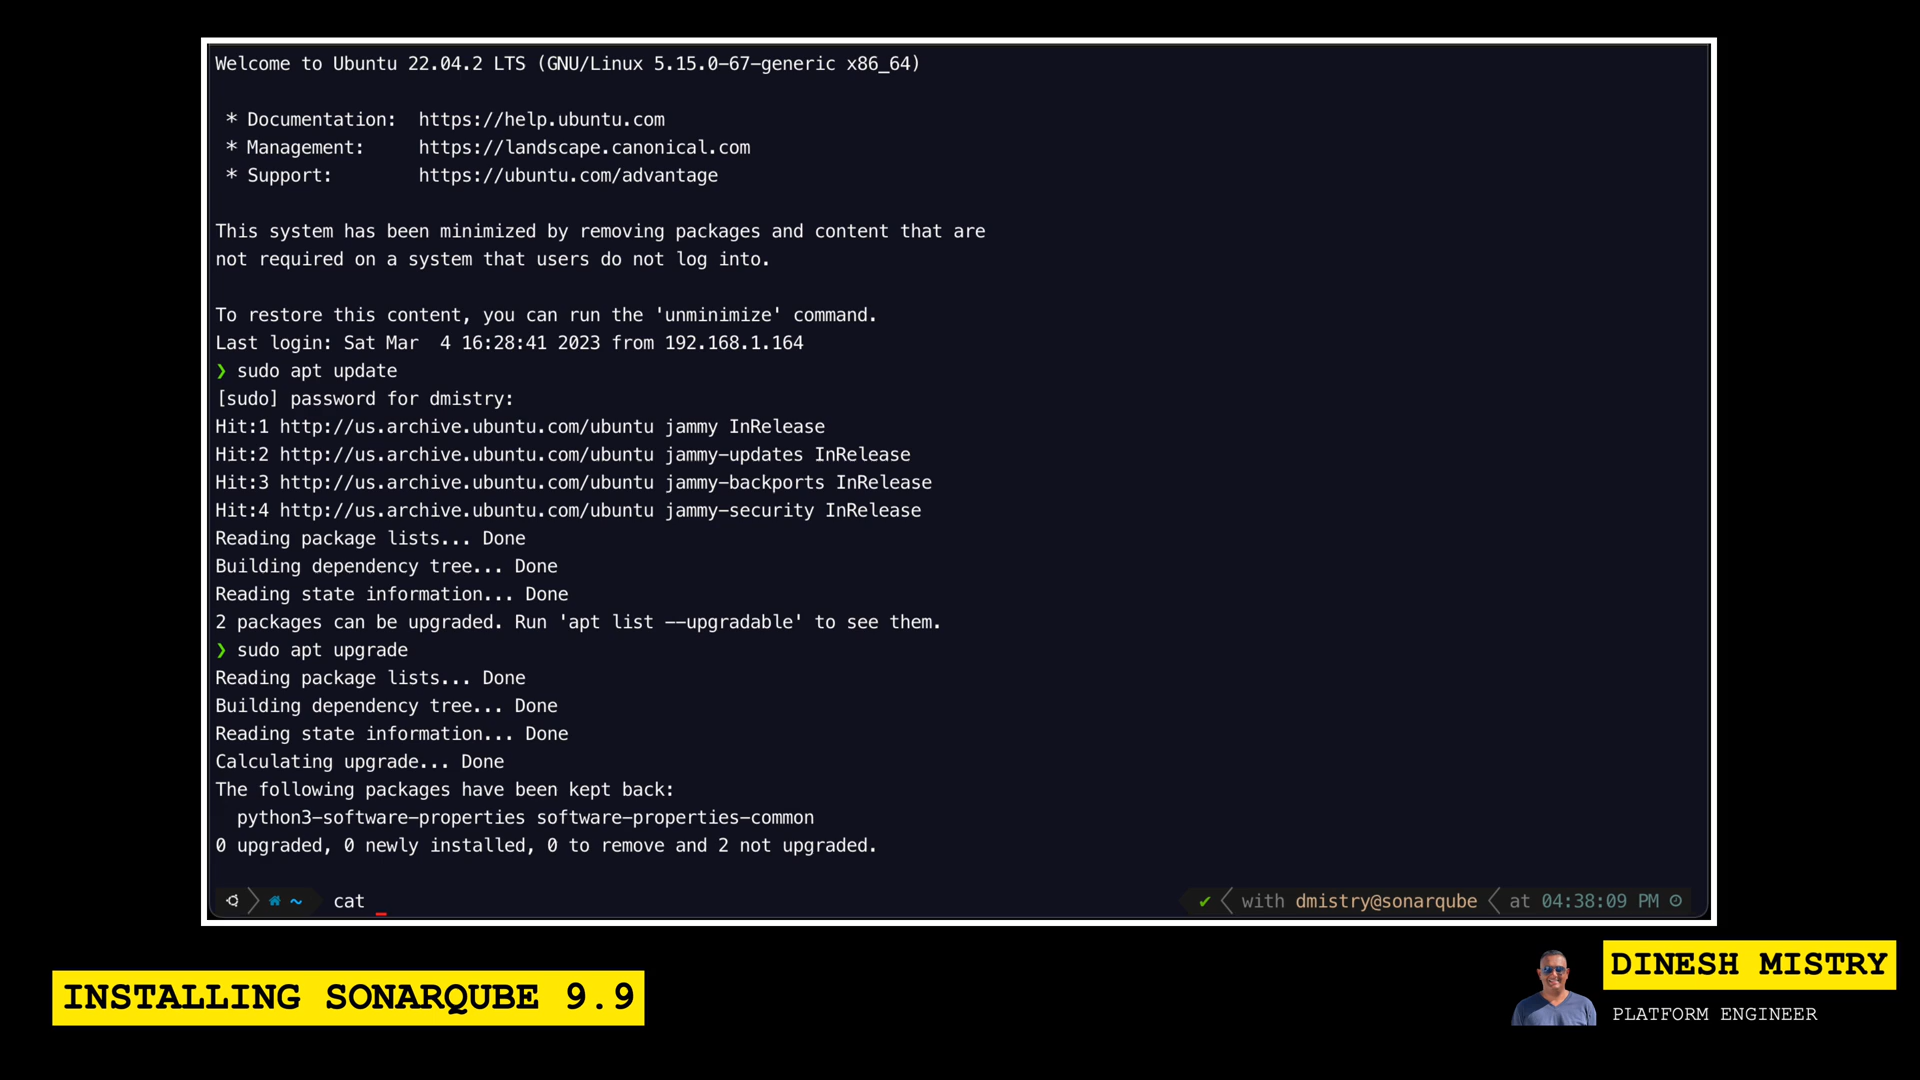 Welcome to Ubuntu 22.04.2 LTS (GNU/Linux 5.15.0-67-generic x86_64)
* Documentation: https://help.ubuntu.com
* Management: https://landscape.canonical.com
* Support: https://ubuntu.com/advantage
This system has been minimized by removing packages and content that are
not required on a system that users do not log into.
To restore this content, you can run the 'unminimize' command.
Last login: Sat Mar 4 16:28:41 2023 from 192.168.1.164
❯ sudo apt update
[sudo] password for dmistry:
Hit:1 http://us.archive.ubuntu.com/ubuntu jammy InRelease
Hit:2 http://us.archive.ubuntu.com/ubuntu jammy-updates InRelease
Hit:3 http://us.archive.ubuntu.com/ubuntu jammy-backports InRelease
Hit:4 http://us.archive.ubuntu.com/ubuntu jammy-security InRelease
Reading package lists... Done
Building dependency tree... Done
Reading state information... Done
2 packages can be upgraded. Run 'apt list --upgradable' to see them.
❯ sudo apt upgrade
Reading package lists... Done
Building dependency tree... Done
Reading state information... Done
Calculating upgrade... Done
The following packages have been kept back:
python3-software-properties software-properties-common
0 upgraded, 0 newly installed, 0 to remove and 2 not upgraded.
~ cat _ ✔ with dmistry@sonarqube at 04:38:09 PM
INSTALLING SONARQUBE 9.9
DINESH MISTRY
PLATFORM ENGINEER